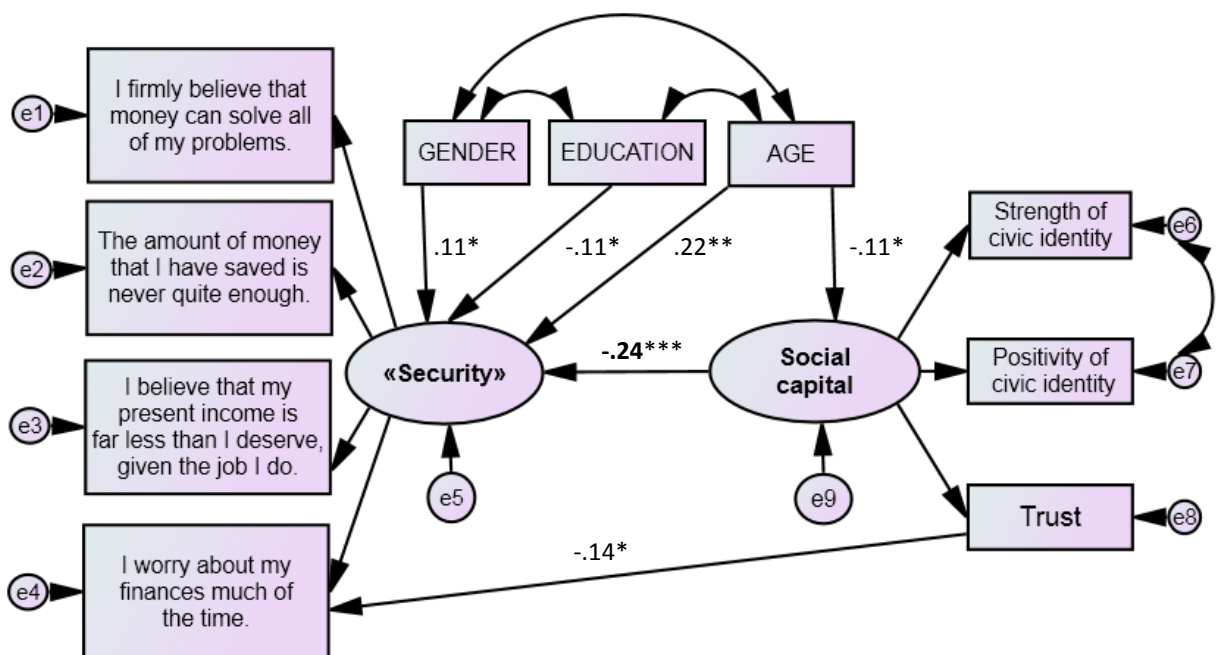 I firmly believe that
money can solve all
of my problems.
e1
GENDER
EDUCATION
AGE
The amount of money
that I have saved is
never quite enough.
e2
.11*
-.11*
.22**
-.11*
Strength of
civic identity
e6
I believe that my
present income is
far less than I deserve,
given the job I do.
e3
«Security»
-.24***
Social
capital
Positivity of
civic identity
e7
e5
e9
Trust
e8
-.14*
I worry about my
finances much of
the time.
e4